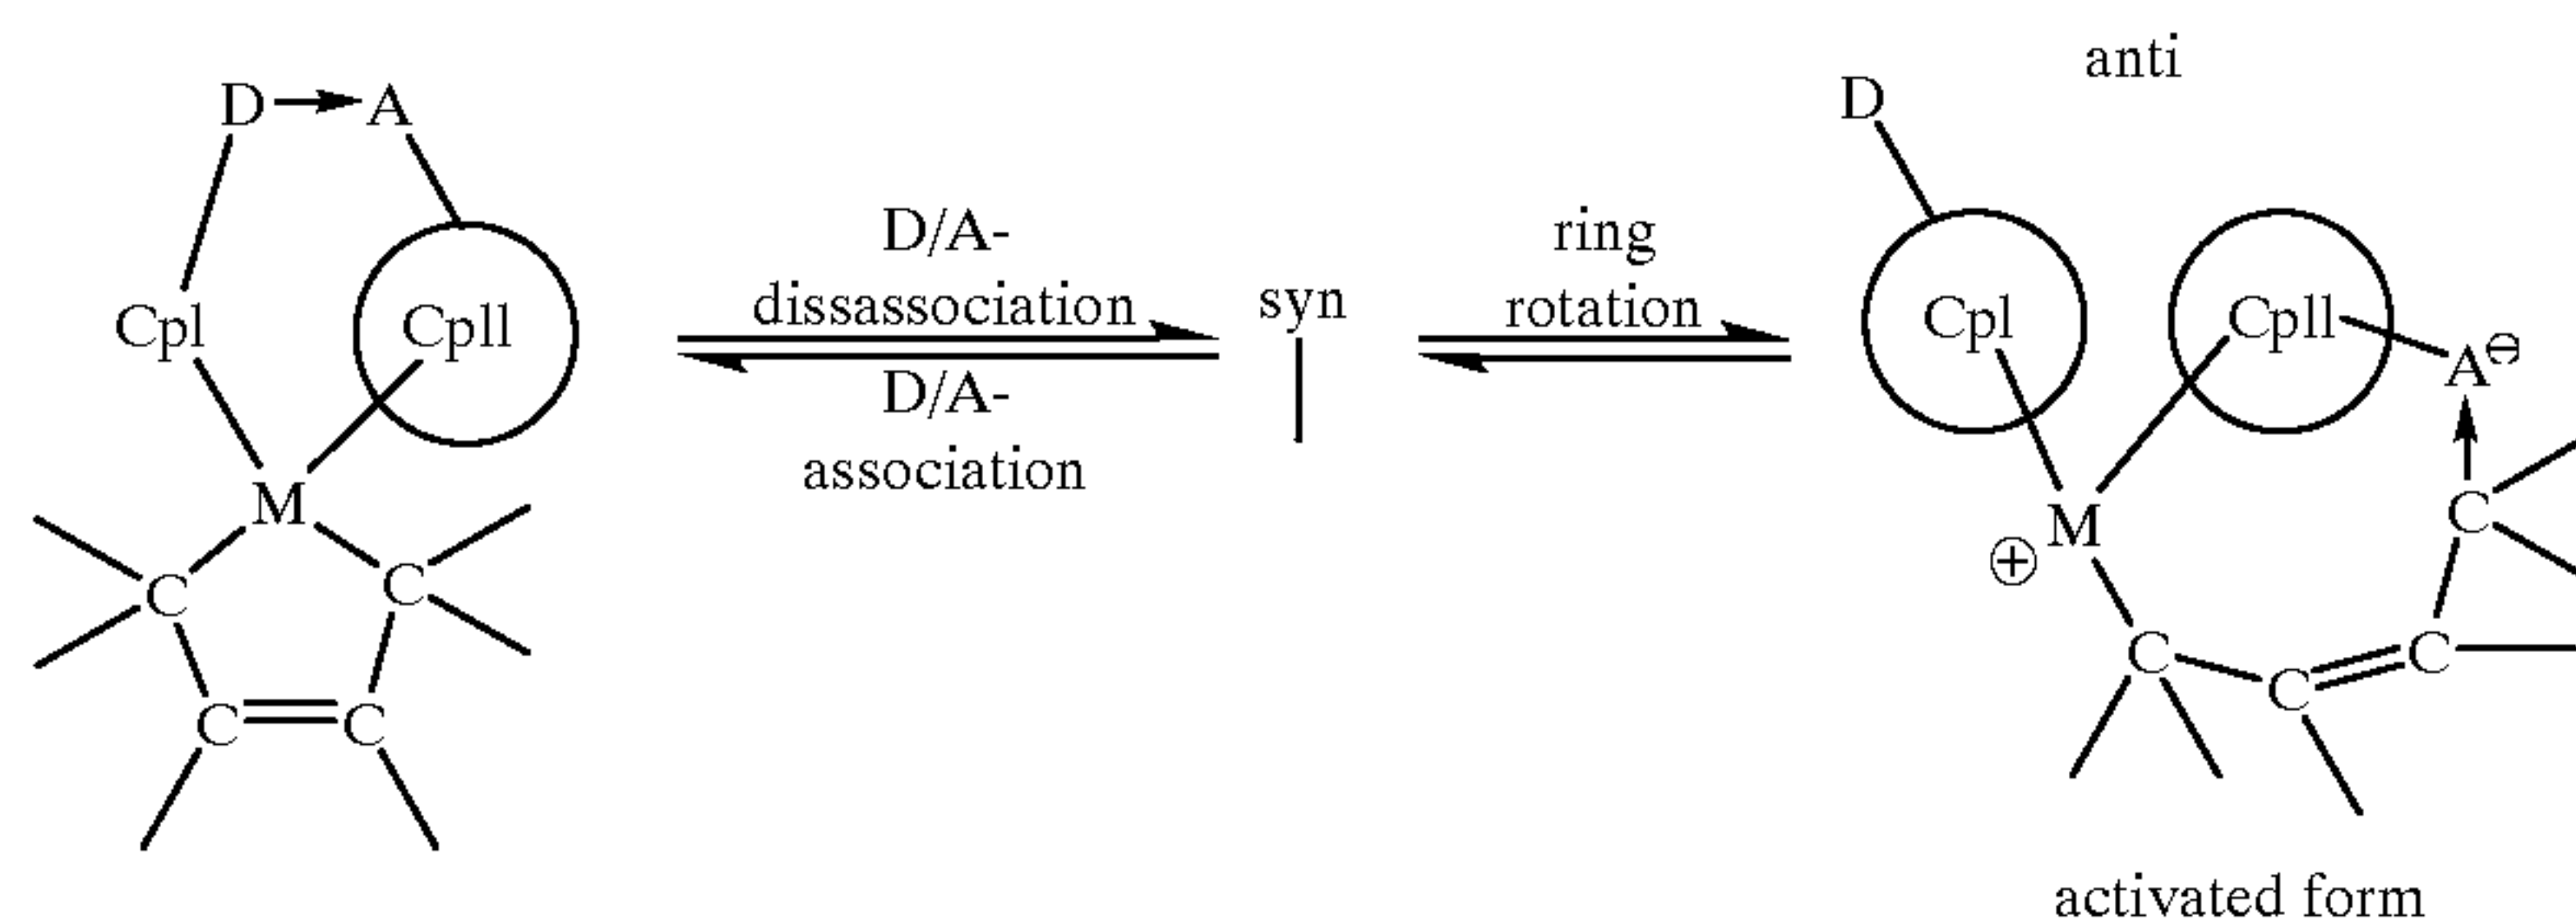 anti
D → A
D
D/A-
dissassociation
syn
ring
rotation
CpI
CpII
CpI
CpII
A⊖
D/A-
association
M
M
⊕
C
C
C
C
C
C
C
C
activated form